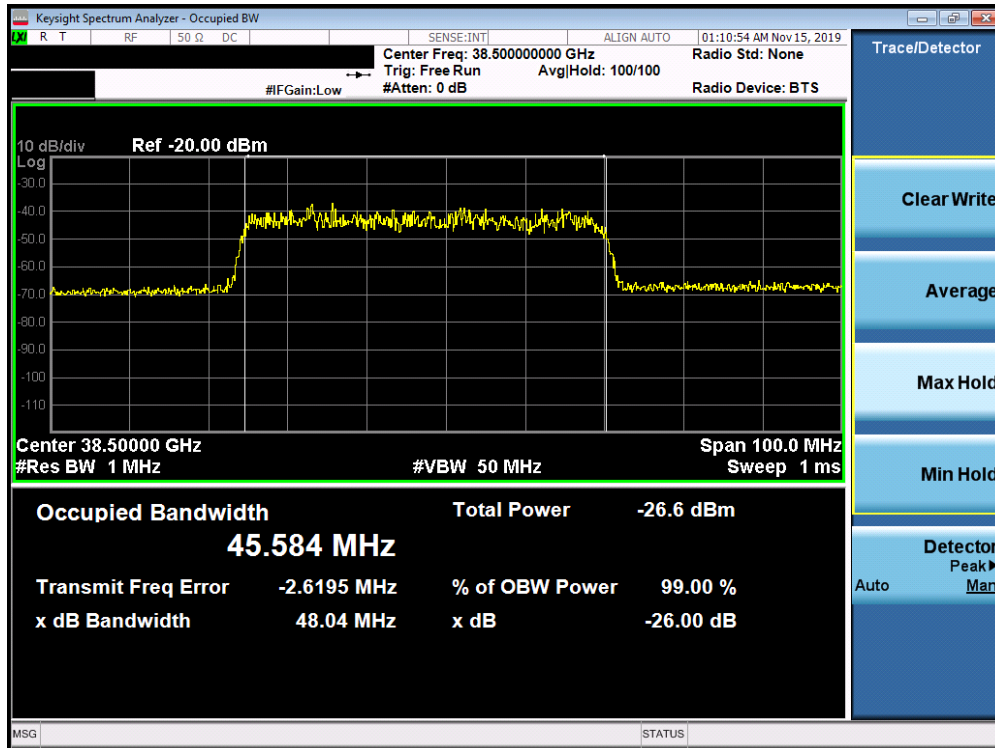 Keysight Spectrum Analyzer - Occupied BW
LXI R T RF 50 Ω DC SENSE:INT ALIGN AUTO 01:10:54 AM Nov 15, 2019
Center Freq: 38.500000000 GHz Radio Std: None
Trig: Free Run Avg|Hold: 100/100
#IFGain:Low #Atten: 0 dB Radio Device: BTS
Trace/Detector
10 dB/div Ref -20.00 dBm
Log
-30.0
-40.0
-50.0
-60.0
-70.0
-80.0
-90.0
-100
-110
Center 38.50000 GHz Span 100.0 MHz
#Res BW 1 MHz #VBW 50 MHz Sweep 1 ms
Occupied Bandwidth Total Power -26.6 dBm
45.584 MHz
Transmit Freq Error -2.6195 MHz % of OBW Power 99.00 %
x dB Bandwidth 48.04 MHz x dB -26.00 dB
Clear Write
Average
Max Hold
Min Hold
Detector
Peak▶
Auto Man
MSG STATUS